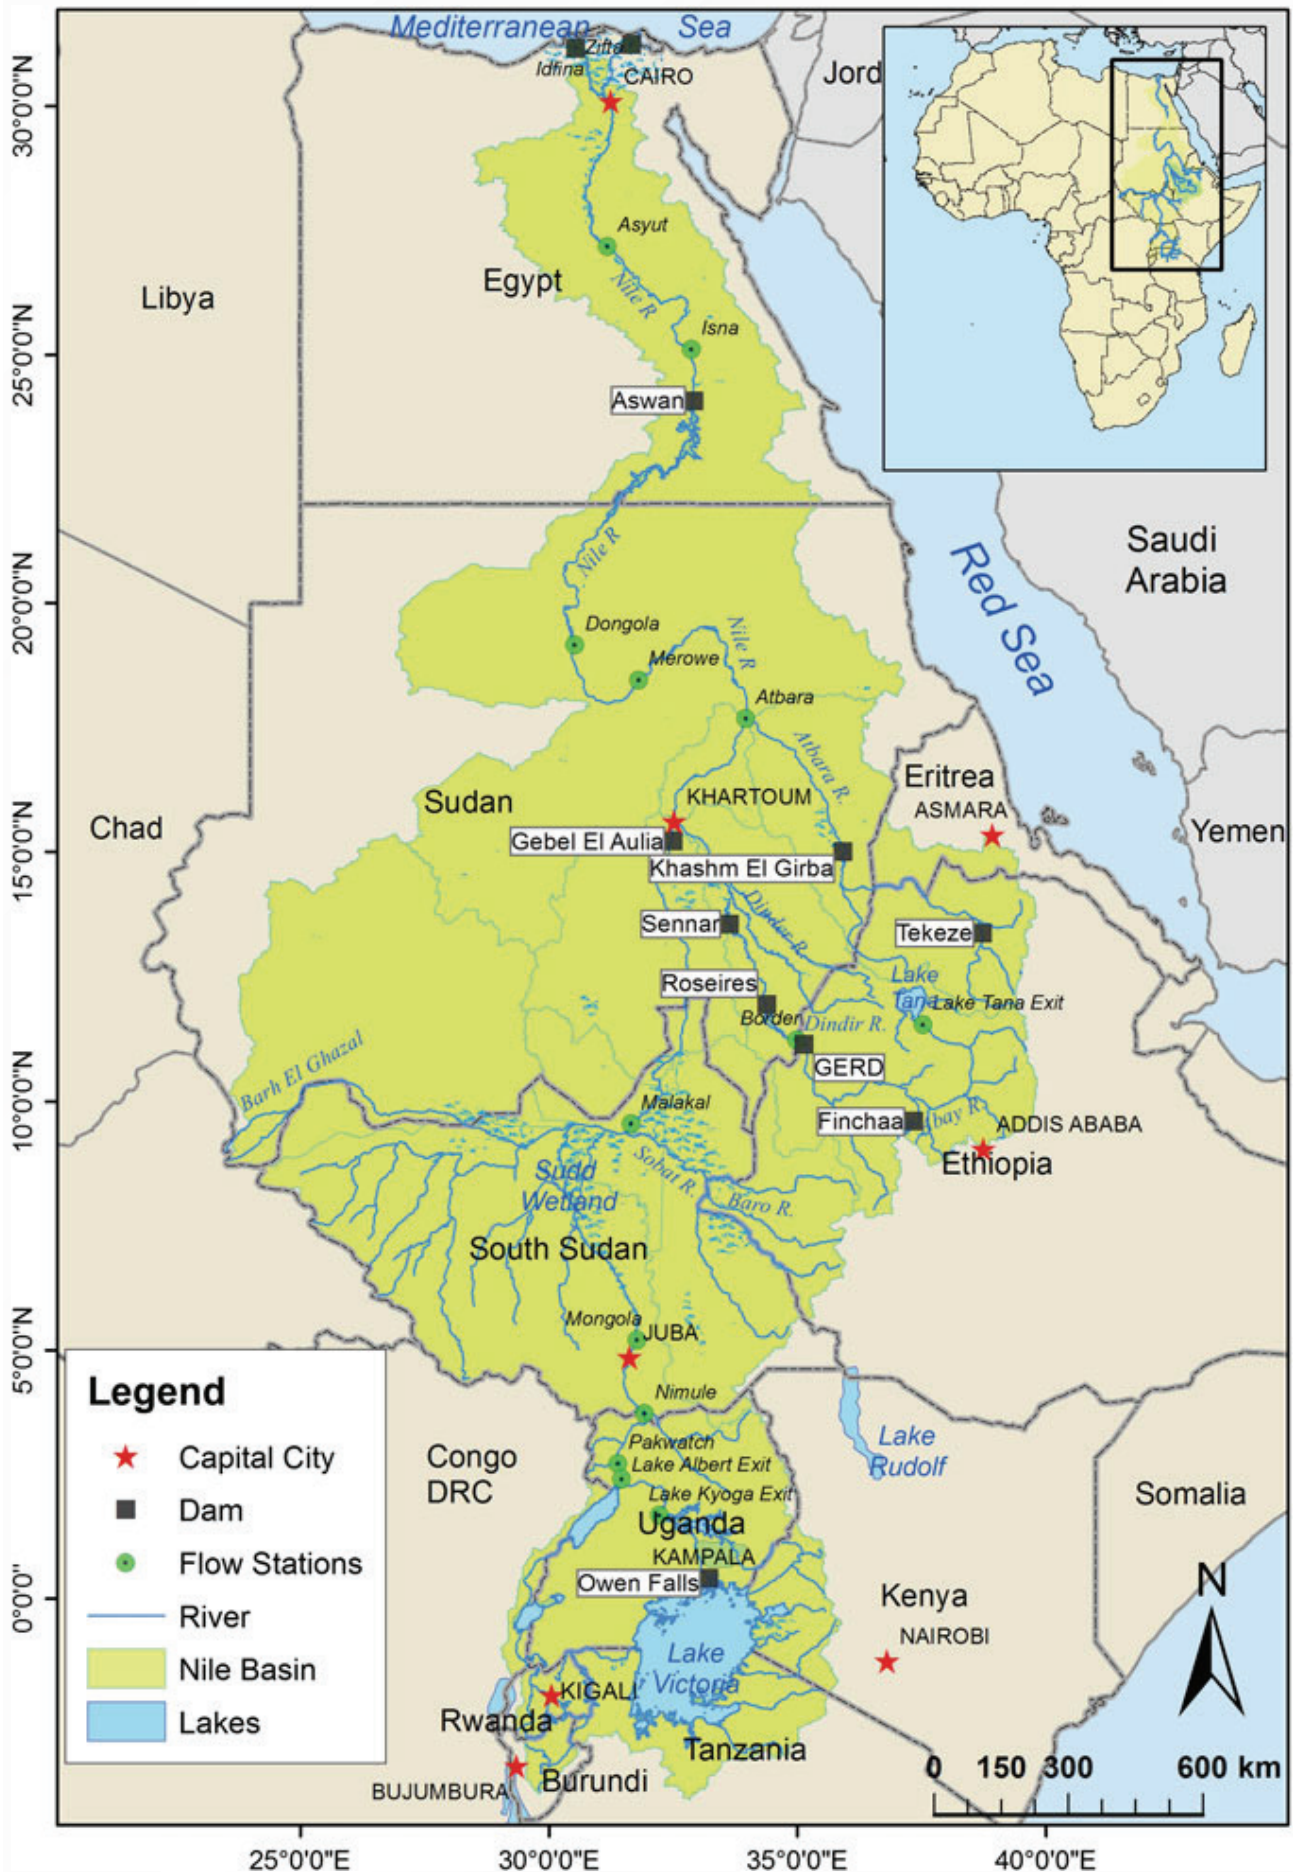 Mediterranean Sea
Zifta
Idfina
CAIRO
Jord
30°0'0"N
Asyut
Egypt
Libya
Nile R
Isna
25°0'0"N
Aswan
Saudi
Arabia
Red Sea
Nile R
20°0'0"N
Dongola
Nile R
Merowe
Atbara
Atbara R.
Eritrea
ASMARA
Sudan
KHARTOUM
Chad
Yemen
15°0'0"N
Gebel El Aulia
Khashm El Girba
Dinder R.
Sennar
Tekeze
Roseires
Lake
Tana
Lake Tana Exit
Border
Dindir R.
GERD
Barh El Ghazal
10°0'0"N
Malakal
Finchaa
Abay R.
ADDIS ABABA
Ethiopia
Sobat R.
Sudd
Wetland
Baro R.
South Sudan
Mongola
JUBA
5°0'0"N
Nimule
Legend
Capital City
Dam
Flow Stations
River
Nile Basin
Lakes
Pakwatch
Lake Albert Exit
Lake Kyoga Exit
Congo
DRC
Lake
Rudolf
Somalia
Uganda
KAMPALA
Owen Falls
0°0'0"
Kenya
NAIROBI
N
Lake
Victoria
KIGALI
Rwanda
Tanzania
BUJUMBURA
Burundi
0 150 300 600 km
25°0'0"E 30°0'0"E 35°0'0"E 40°0'0"E